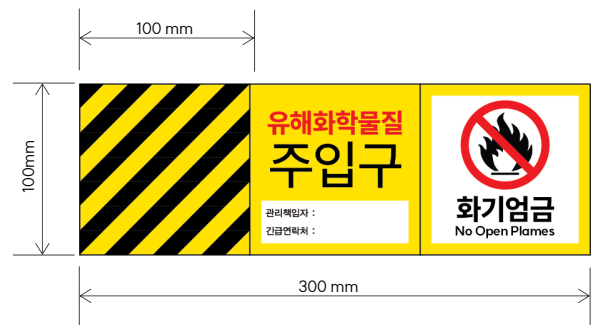 100 mm
100mm
유해화학물질
주입구
관리책임자 :
긴급연락처 :
화기엄금
No Open Plames
300 mm